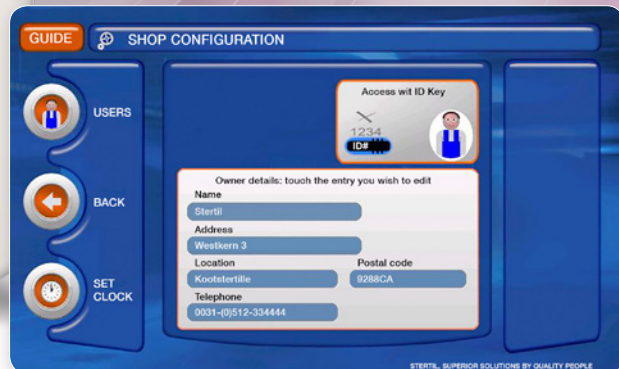 GUIDE
SHOP CONFIGURATION
USERS
BACK
SET
CLOCK
Access wit ID Key
1234
ID#
Owner details: touch the entry you wish to edit
Name
Stertil
Address
Westkern 3
Location Postal code
Kootstertille 9288CA
Telephone
0031-(0)512-334444
STERTIL, SUPERIOR SOLUTIONS BY QUALITY PEOPLE